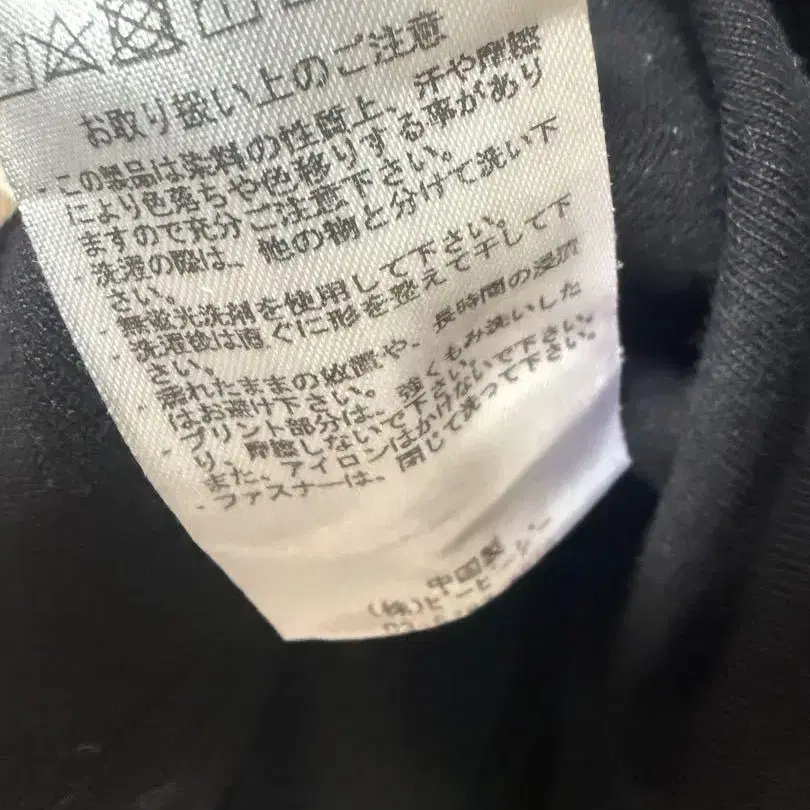 お取り扱い上のご注意
・この製品は染料の性質上、汗や摩擦
により色落ちや色移りする事があり
ますので充分ご注意下さい。
・洗濯の際は、他の物と分けて洗い下
さい。
・無蛍光洗剤を使用して下さい。
・洗濯後は直ぐに形を整えて干して下
さい。
・濡れたままの放置や、長時間の浸漬
はお避け下さい。
・プリント部分は、強くもみ洗いした
り、摩擦しないで下さい。
また、アイロンはかけないで下さい。
・ファスナーは、閉じて洗って下さい。
中国製
(株)ビーピージー